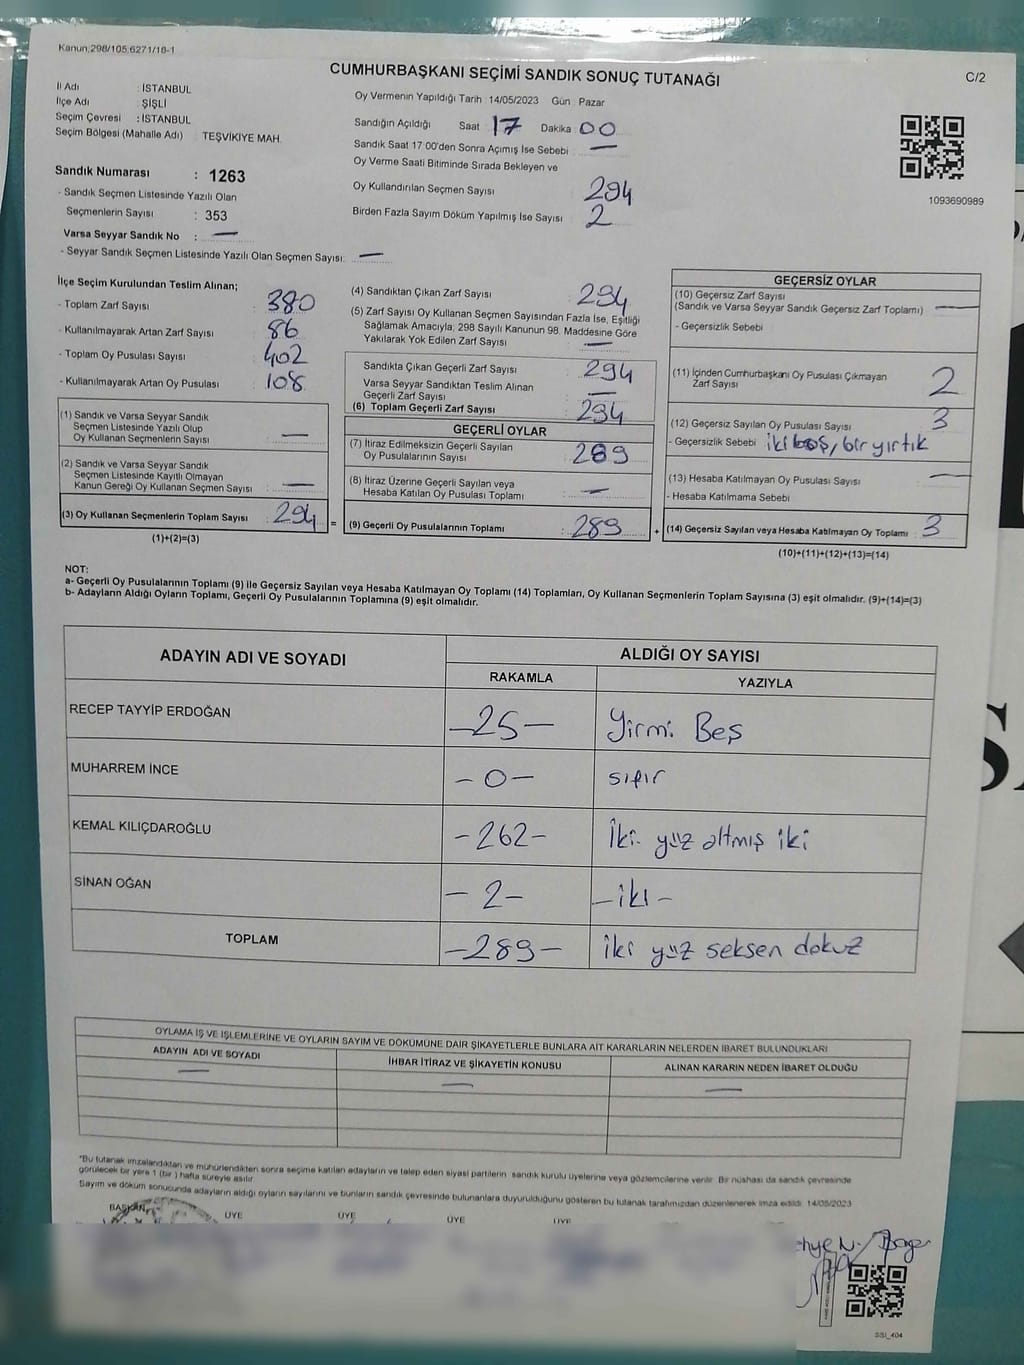 Kanun;298/105,6271/18-1
C/2
CUMHURBAŞKANI SEÇİMİ SANDIK SONUÇ TUTANAĞI
İl Adı : İSTANBUL
İlçe Adı : ŞİŞLİ
Seçim Çevresi : İSTANBUL
Seçim Bölgesi (Mahalle Adı) : TEŞVİKİYE MAH.
Oy Vermenin Yapıldığı Tarih : 14/05/2023 Gün : Pazar
Sandığın Açıldığı Saat 17 Dakika 00
Sandık Saat 17:00'den Sonra Açımış İse Sebebi : —
Oy Verme Saati Bitiminde Sırada Bekleyen ve
Oy Kullandırılan Seçmen Sayısı : 294
Birden Fazla Sayım Döküm Yapılmış İse Sayısı : 2
1093690989
Sandık Numarası : 1263
- Sandık Seçmen Listesinde Yazılı Olan
Seçmenlerin Sayısı : 353
Varsa Seyyar Sandık No : —
- Seyyar Sandık Seçmen Listesinde Yazılı Olan Seçmen Sayısı: —
İlçe Seçim Kurulundan Teslim Alınan;
- Toplam Zarf Sayısı : 380
- Kullanılmayarak Artan Zarf Sayısı : 86
- Toplam Oy Pusulası Sayısı : 402
- Kullanılmayarak Artan Oy Pusulası : 108
(1) Sandık ve Varsa Seyyar Sandık
Seçmen Listesinde Yazılı Olup
Oy Kullanan Seçmenlerin Sayısı : —
(2) Sandık ve Varsa Seyyar Sandık
Seçmen Listesinde Kayıtlı Olmayan
Kanun Gereği Oy Kullanan Seçmen Sayısı : —
(3) Oy Kullanan Seçmenlerin Toplam Sayısı : 294 =
(1)+(2)=(3)
(4) Sandıktan Çıkan Zarf Sayısı : 294
(5) Zarf Sayısı Oy Kullanan Seçmen Sayısından Fazla İse, Eşitliği
Sağlamak Amacıyla; 298 Sayılı Kanunun 98. Maddesine Göre
Yakılarak Yok Edilen Zarf Sayısı : —
Sandıkta Çıkan Geçerli Zarf Sayısı : 294
Varsa Seyyar Sandıktan Teslim Alınan
Geçerli Zarf Sayısı : —
(6) Toplam Geçerli Zarf Sayısı : 294
GEÇERLİ OYLAR
(7) İtiraz Edilmeksizin Geçerli Sayılan
Oy Pusulalarının Sayısı : 289
(8) İtiraz Üzerine Geçerli Sayılan veya
Hesaba Katılan Oy Pusulası Toplamı : —
(9) Geçerli Oy Pusulalarının Toplamı : 289 +
GEÇERSİZ OYLAR
(10) Geçersiz Zarf Sayısı
(Sandık ve Varsa Seyyar Sandık Geçersiz Zarf Toplamı) : —
- Geçersizlik Sebebi
(11) İçinden Cumhurbaşkanı Oy Pusulası Çıkmayan
Zarf Sayısı : 2
(12) Geçersiz Sayılan Oy Pusulası Sayısı : 3
- Geçersizlik Sebebi : iki boş, bir yırtık
(13) Hesaba Katılmayan Oy Pusulası Sayısı : —
- Hesaba Katılmama Sebebi
(14) Geçersiz Sayılan veya Hesaba Katılmayan Oy Toplamı : 3
(10)+(11)+(12)+(13)=(14)
NOT:
a- Geçerli Oy Pusulalarının Toplamı (9) ile Geçersiz Sayılan veya Hesaba Katılmayan Oy Toplamı (14) Toplamları, Oy Kullanan Seçmenlerin Toplam Sayısına (3) eşit olmalıdır. (9)+(14)=(3)
b- Adayların Aldığı Oyların Toplamı, Geçerli Oy Pusulalarının Toplamına (9) eşit olmalıdır.
ADAYIN ADI VE SOYADI ALDIĞI OY SAYISI
RAKAMLA YAZIYLA
RECEP TAYYİP ERDOĞAN —25— Yirmi Beş
MUHARREM İNCE —0— sıfır
KEMAL KILIÇDAROĞLU —262— İki yüz altmış iki
SİNAN OĞAN —2— —iki—
TOPLAM —289— iki yüz seksen dokuz
OYLAMA İŞ VE İŞLEMLERİNE VE OYLARIN SAYIM VE DÖKÜMÜNE DAİR ŞİKAYETLERLE BUNLARA AİT KARARLARIN NELERDEN İBARET BULUNDUKLARI
ADAYIN ADI VE SOYADI İHBAR İTİRAZ VE ŞİKAYETİN KONUSU ALINAN KARARIN NEDEN İBARET OLDUĞU
— — —
*Bu tutanak imzalandıktan ve mühürlendikten sonra seçime katılan adayların ve talep eden siyasi partilerin sandık kurulu üyelerine veya gözlemcilerine verilir. Bir nüshası da sandık çevresinde
görülecek bir yere 1 (bir) hafta süreyle asılır.
Sayım ve döküm sonucunda adayların aldığı oyların sayılarını ve bunların sandık çevresinde bulunanlara duyurulduğunu gösteren bu tutanak tarafımızdan düzenlenerek imza edildi. 14/05/2023
BAŞKAN ÜYE ÜYE ÜYE ÜYE
SSİ_404